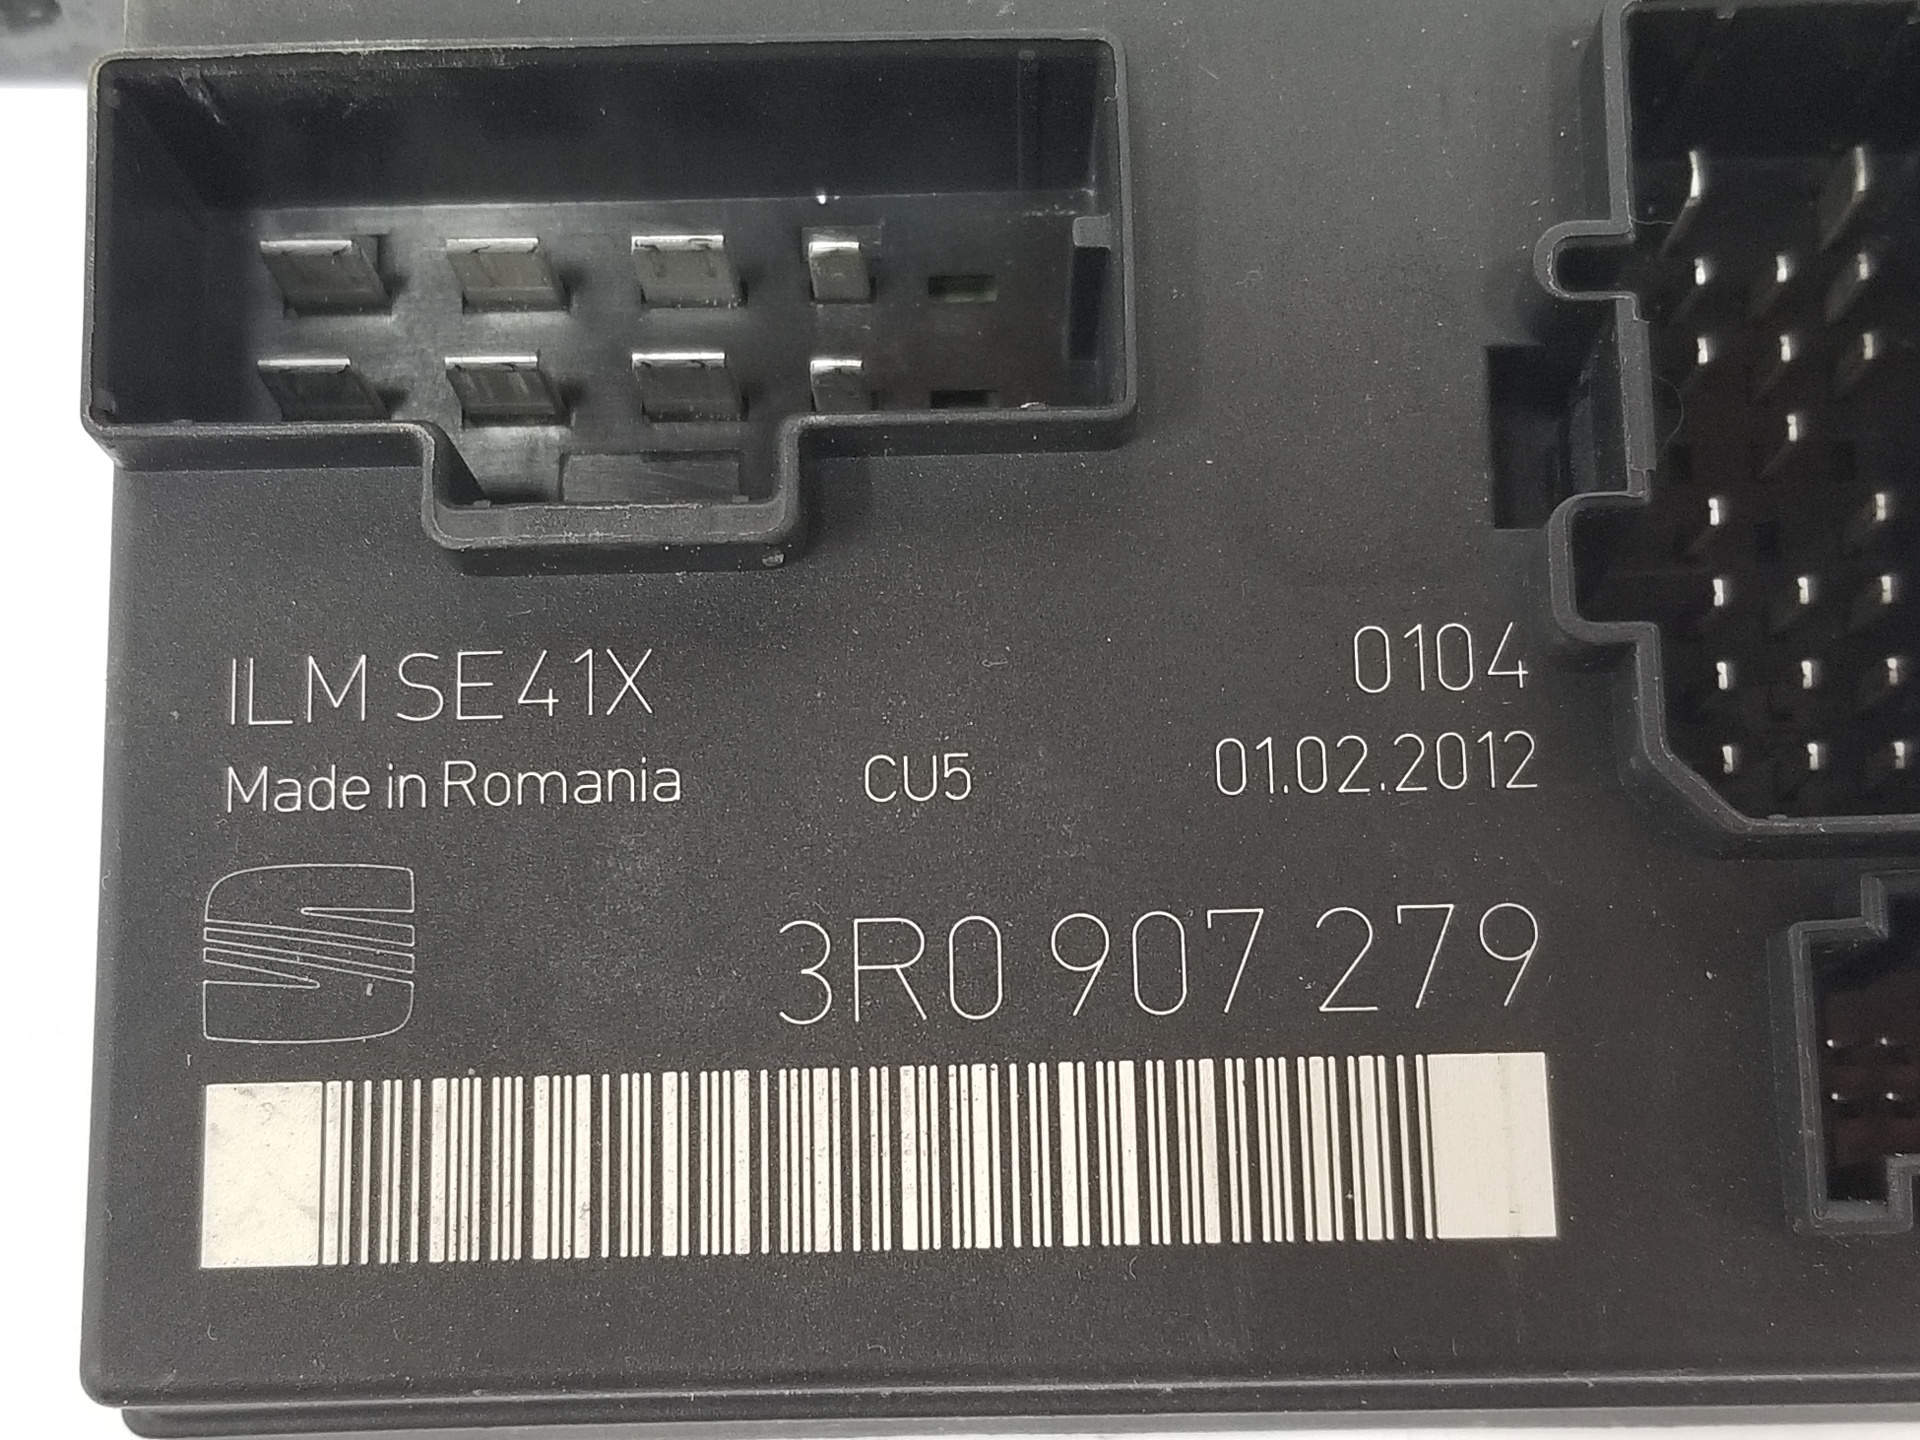 ILM SE41X 0104
Made in Romania CU5 01.02.2012
3R0 907 279